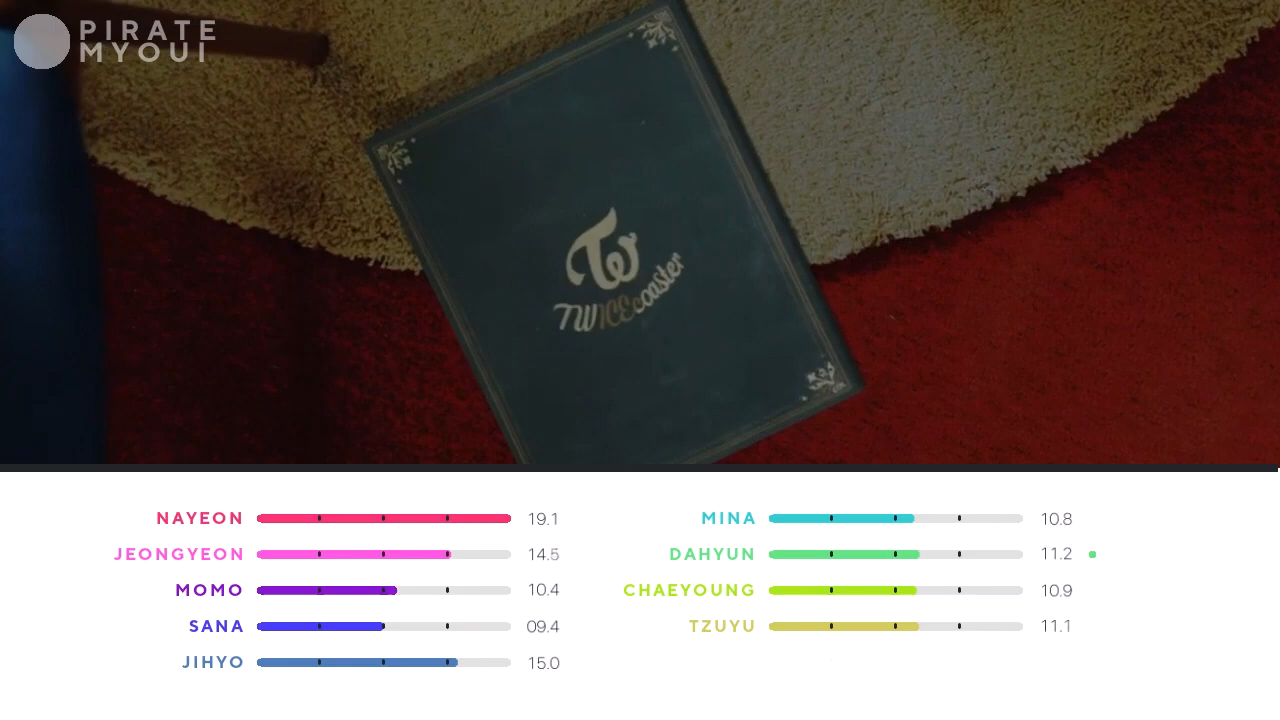 PIRATE
MYOUI
TWICEcoaster
NAYEON 19.1
JEONGYEON 14.5
MOMO 10.4
SANA 09.4
JIHYO 15.0
MINA 10.8
DAHYUN 11.2
CHAEYOUNG 10.9
TZUYU 11.1